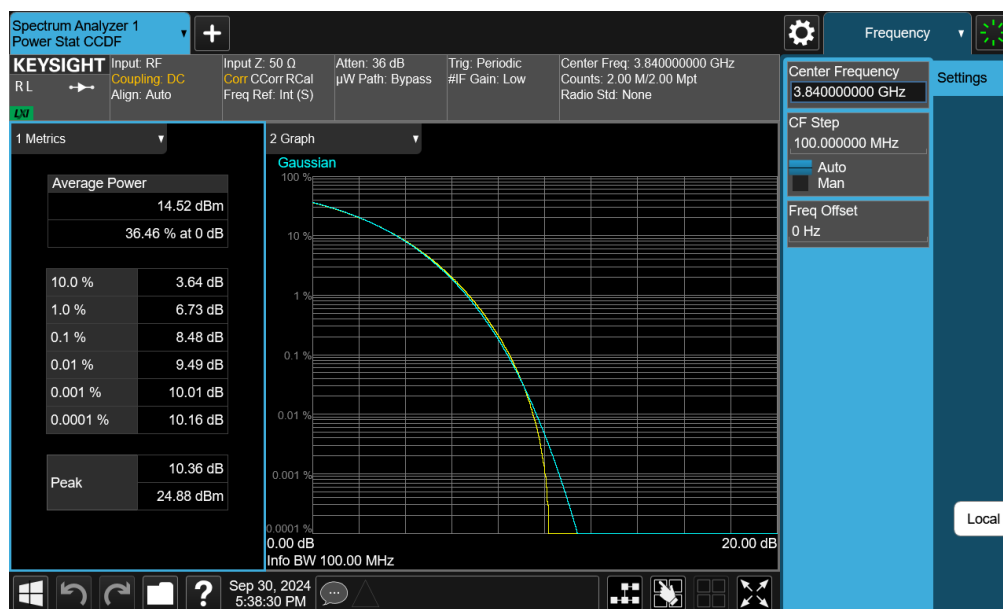 Spectrum Analyzer 1
Power Stat CCDF
+
Frequency
KEYSIGHT
R L
LXI
Input: RF
Coupling: DC
Align: Auto
Input Z: 50 Ω
Corr CCorr RCal
Freq Ref: Int (S)
Atten: 36 dB
µW Path: Bypass
Trig: Periodic
#IF Gain: Low
Center Freq: 3.840000000 GHz
Counts: 2.00 M/2.00 Mpt
Radio Std: None
Center Frequency
3.840000000 GHz
Settings
CF Step
100.000000 MHz
Auto
Man
Freq Offset
0 Hz
Local
1 Metrics
Average Power
14.52 dBm
36.46 % at 0 dB
10.0 % 3.64 dB
1.0 % 6.73 dB
0.1 % 8.48 dB
0.01 % 9.49 dB
0.001 % 10.01 dB
0.0001 % 10.16 dB
Peak
10.36 dB
24.88 dBm
2 Graph
Gaussian
100 %
10 %
1 %
0.1 %
0.01 %
0.001 %
0.0001 %
0.00 dB 20.00 dB
Info BW 100.00 MHz
?
Sep 30, 2024
5:38:30 PM